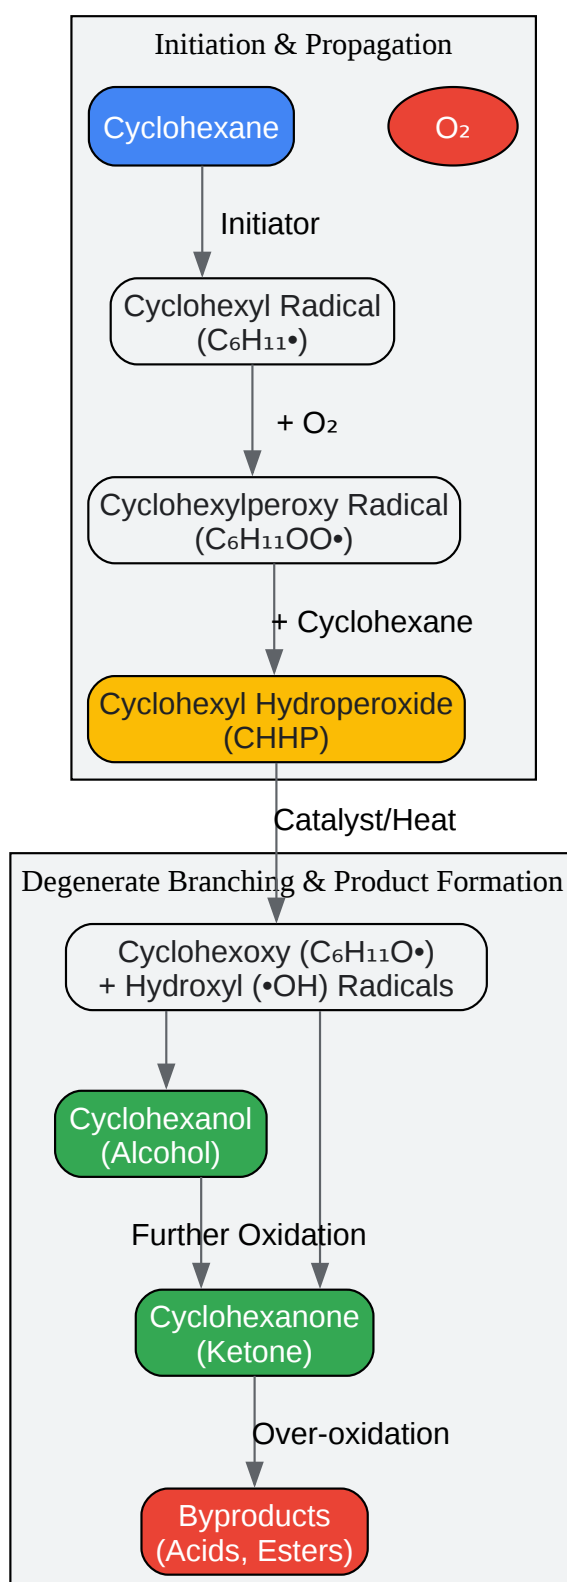 Initiation & Propagation
Cyclohexane
O₂
Initiator
Cyclohexyl Radical
(C₆H₁₁•)
+ O₂
Cyclohexylperoxy Radical
(C₆H₁₁OO•)
+ Cyclohexane
Cyclohexyl Hydroperoxide
(CHHP)
Catalyst/Heat
Degenerate Branching & Product Formation
Cyclohexoxy (C₆H₁₁O•)
+ Hydroxyl (•OH) Radicals
Cyclohexanol
(Alcohol)
Further Oxidation
Cyclohexanone
(Ketone)
Over-oxidation
Byproducts
(Acids, Esters)